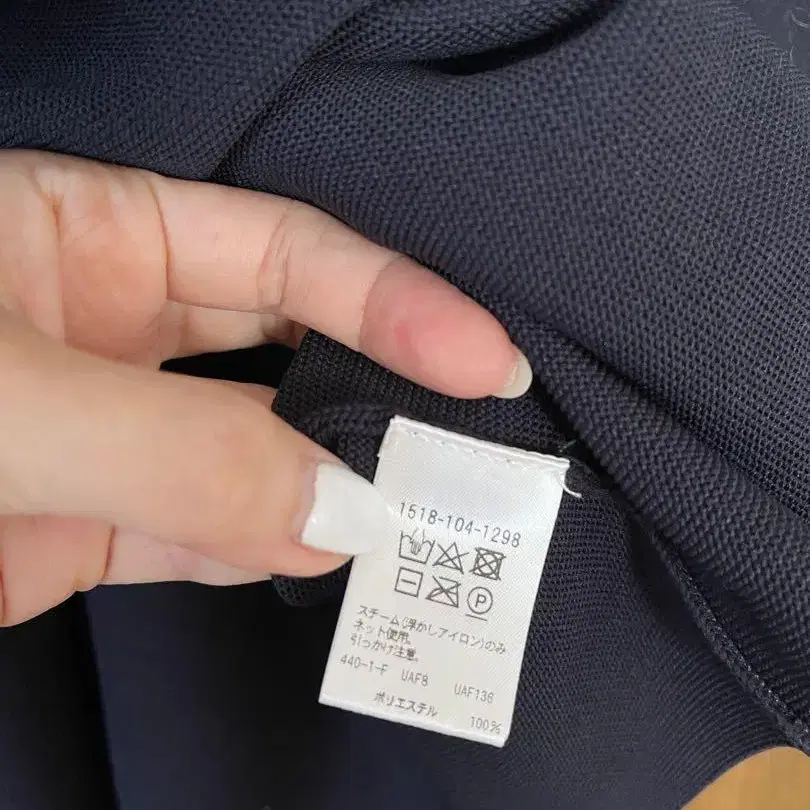 1518-104-1298
P
スチーム(浮かしアイロン)のみ
ネット使用。
引っかけ注意。
440-1-F UAF8 UAF136
ポリエステル 100%